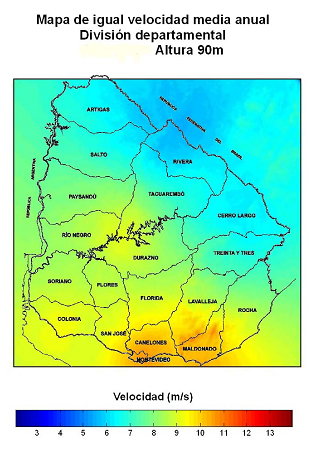 Mapa de igual velocidad media anual
División departamental
Altura 90m
ARTIGAS
REPUBLICA FEDERATIVA DEL BRASIL
SALTO
RIVERA
REPUBLICA ARGENTINA
PAYSANDÚ
TACUAREMBÓ
CERRO LARGO
RÍO NEGRO
TREINTA Y TRES
DURAZNO
SORIANO
FLORES
FLORIDA
LAVALLEJA
ROCHA
COLONIA
SAN JOSÉ
CANELONES
MALDONADO
MONTEVIDEO
Velocidad (m/s)
3 4 5 6 7 8 9 10 11 12 13